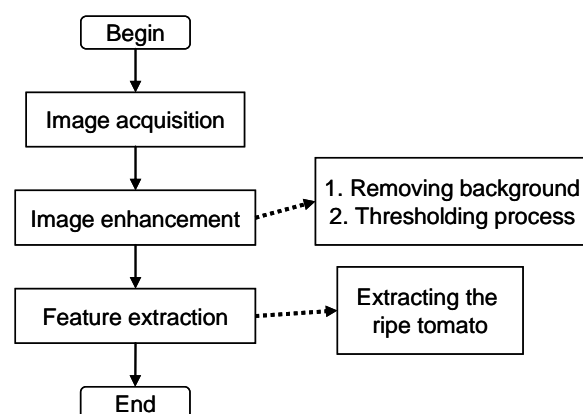 Begin
Image acquisition
Image enhancement
1. Removing background
2. Thresholding process
Feature extraction
Extracting the
ripe tomato
End